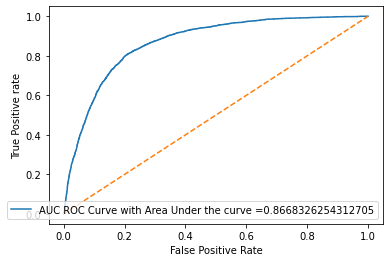 1.0
0.8
0.6
0.4
0.2
0.0
True Positive rate
AUC ROC Curve with Area Under the curve =0.8668326254312705
0.0 0.2 0.4 0.6 0.8 1.0
False Positive Rate